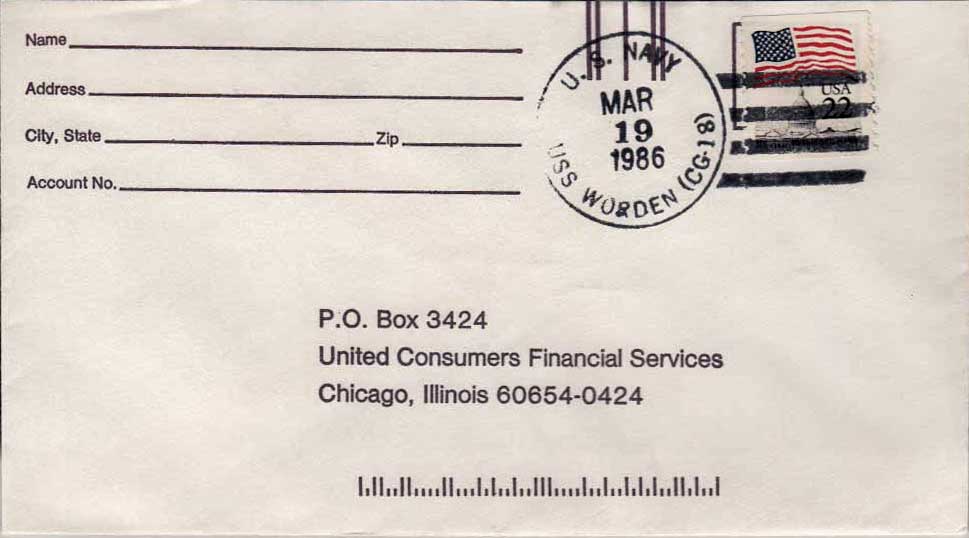 Name
Address
City, State Zip
Account No.
U.S. NAVY
MAR
19
1986
USS WORDEN (CG-18)
USA
22
P.O. Box 3424
United Consumers Financial Services
Chicago, Illinois 60654-0424